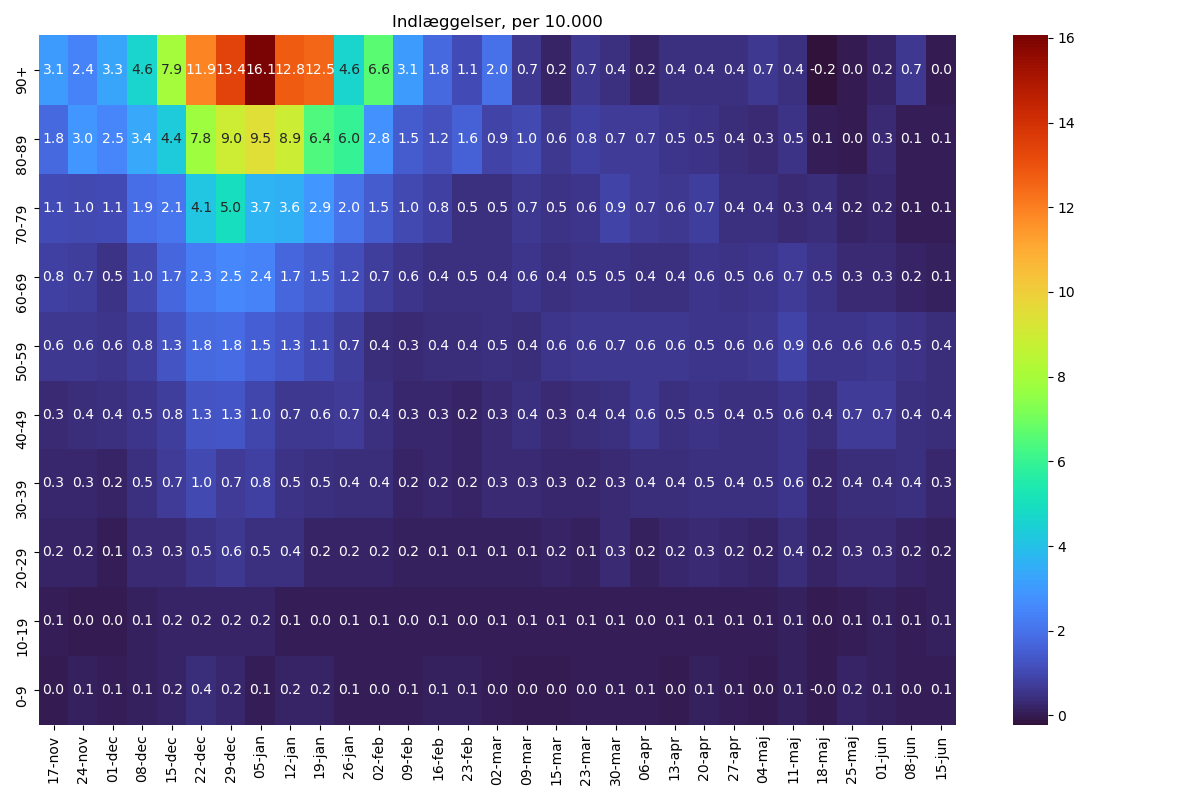 Indlæggelser, per 10.000
90+ 3.1 2.4 3.3 4.6 7.9 11.9 13.4 16.1 12.8 12.5 4.6 6.6 3.1 1.8 1.1 2.0 0.7 0.2 0.7 0.4 0.2 0.4 0.4 0.4 0.7 0.4 -0.2 0.0 0.2 0.7 0.0
80-89 1.8 3.0 2.5 3.4 4.4 7.8 9.0 9.5 8.9 6.4 6.0 2.8 1.5 1.2 1.6 0.9 1.0 0.6 0.8 0.7 0.7 0.5 0.5 0.4 0.3 0.5 0.1 0.0 0.3 0.1 0.1
70-79 1.1 1.0 1.1 1.9 2.1 4.1 5.0 3.7 3.6 2.9 2.0 1.5 1.0 0.8 0.5 0.5 0.7 0.5 0.6 0.9 0.7 0.6 0.7 0.4 0.4 0.3 0.4 0.2 0.2 0.1 0.1
60-69 0.8 0.7 0.5 1.0 1.7 2.3 2.5 2.4 1.7 1.5 1.2 0.7 0.6 0.4 0.5 0.4 0.6 0.4 0.5 0.5 0.4 0.4 0.6 0.5 0.6 0.7 0.5 0.3 0.3 0.2 0.1
50-59 0.6 0.6 0.6 0.8 1.3 1.8 1.8 1.5 1.3 1.1 0.7 0.4 0.3 0.4 0.4 0.5 0.4 0.6 0.6 0.7 0.6 0.6 0.5 0.6 0.6 0.9 0.6 0.6 0.6 0.5 0.4
40-49 0.3 0.4 0.4 0.5 0.8 1.3 1.3 1.0 0.7 0.6 0.7 0.4 0.3 0.3 0.2 0.3 0.4 0.3 0.4 0.4 0.6 0.5 0.5 0.4 0.5 0.6 0.4 0.7 0.7 0.4 0.4
30-39 0.3 0.3 0.2 0.5 0.7 1.0 0.7 0.8 0.5 0.5 0.4 0.4 0.2 0.2 0.2 0.3 0.3 0.3 0.2 0.3 0.4 0.4 0.5 0.4 0.5 0.6 0.2 0.4 0.4 0.4 0.3
20-29 0.2 0.2 0.1 0.3 0.3 0.5 0.6 0.5 0.4 0.2 0.2 0.2 0.2 0.1 0.1 0.1 0.1 0.2 0.1 0.3 0.2 0.2 0.3 0.2 0.2 0.4 0.2 0.3 0.3 0.2 0.2
10-19 0.1 0.0 0.0 0.1 0.2 0.2 0.2 0.2 0.1 0.0 0.1 0.1 0.0 0.1 0.0 0.1 0.1 0.1 0.1 0.1 0.0 0.1 0.1 0.1 0.1 0.1 0.0 0.1 0.1 0.1 0.1
0-9 0.0 0.1 0.1 0.1 0.2 0.4 0.2 0.1 0.2 0.2 0.1 0.0 0.1 0.1 0.1 0.0 0.0 0.0 0.0 0.1 0.1 0.0 0.1 0.1 0.0 0.1 -0.0 0.2 0.1 0.0 0.1
17-nov 24-nov 01-dec 08-dec 15-dec 22-dec 29-dec 05-jan 12-jan 19-jan 26-jan 02-feb 09-feb 16-feb 23-feb 02-mar 09-mar 15-mar 23-mar 30-mar 06-apr 13-apr 20-apr 27-apr 04-maj 11-maj 18-maj 25-maj 01-jun 08-jun 15-jun
16
14
12
10
8
6
4
2
0